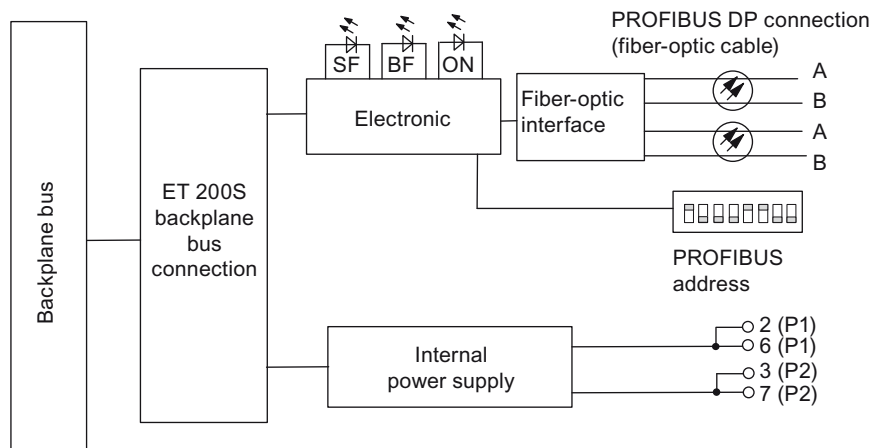 PROFIBUS DP connection
(fiber-optic cable)
SF
BF
ON
A
B
A
B
Fiber-optic
interface
Electronic
ET 200S
backplane
bus
connection
Backplane bus
PROFIBUS
address
Internal
power supply
2 (P1)
6 (P1)
3 (P2)
7 (P2)